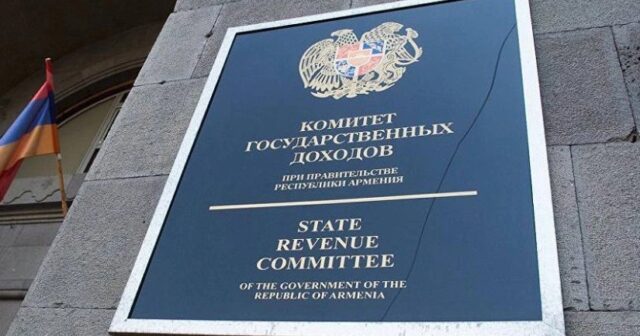 КОМИТЕТ
ГОСУДАРСТВЕННЫХ
ДОХОДОВ
ПРИ ПРАВИТЕЛЬСТВЕ
РЕСПУБЛИКИ АРМЕНИЯ
STATE
REVENUE
COMMITTEE
OF THE GOVERNMENT OF THE
REPUBLIC OF ARMENIA